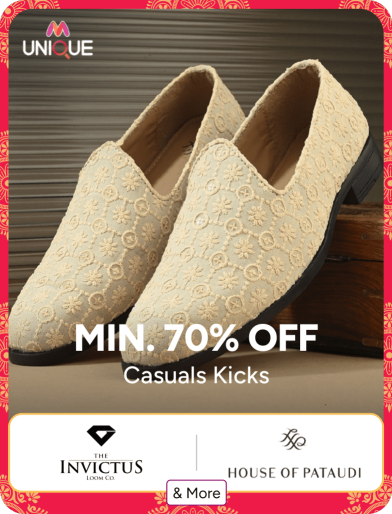 UNIQUE
MIN. 70% OFF
Casuals Kicks
THE
INVICTUS
LOOM CO.
HOUSE OF PATAUDI
& More